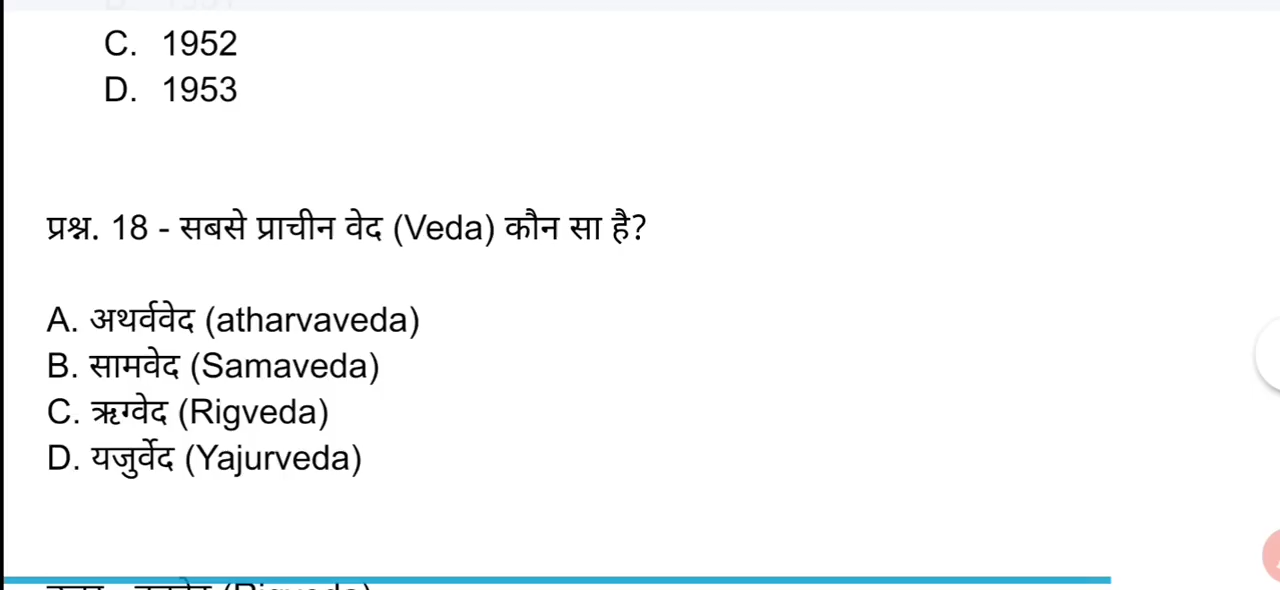 C. 1952
D. 1953
प्रश्न. 18 - सबसे प्राचीन वेद (Veda) कौन सा है?
A. अथर्ववेद (atharvaveda)
B. सामवेद (Samaveda)
C. ऋग्वेद (Rigveda)
D. यजुर्वेद (Yajurveda)